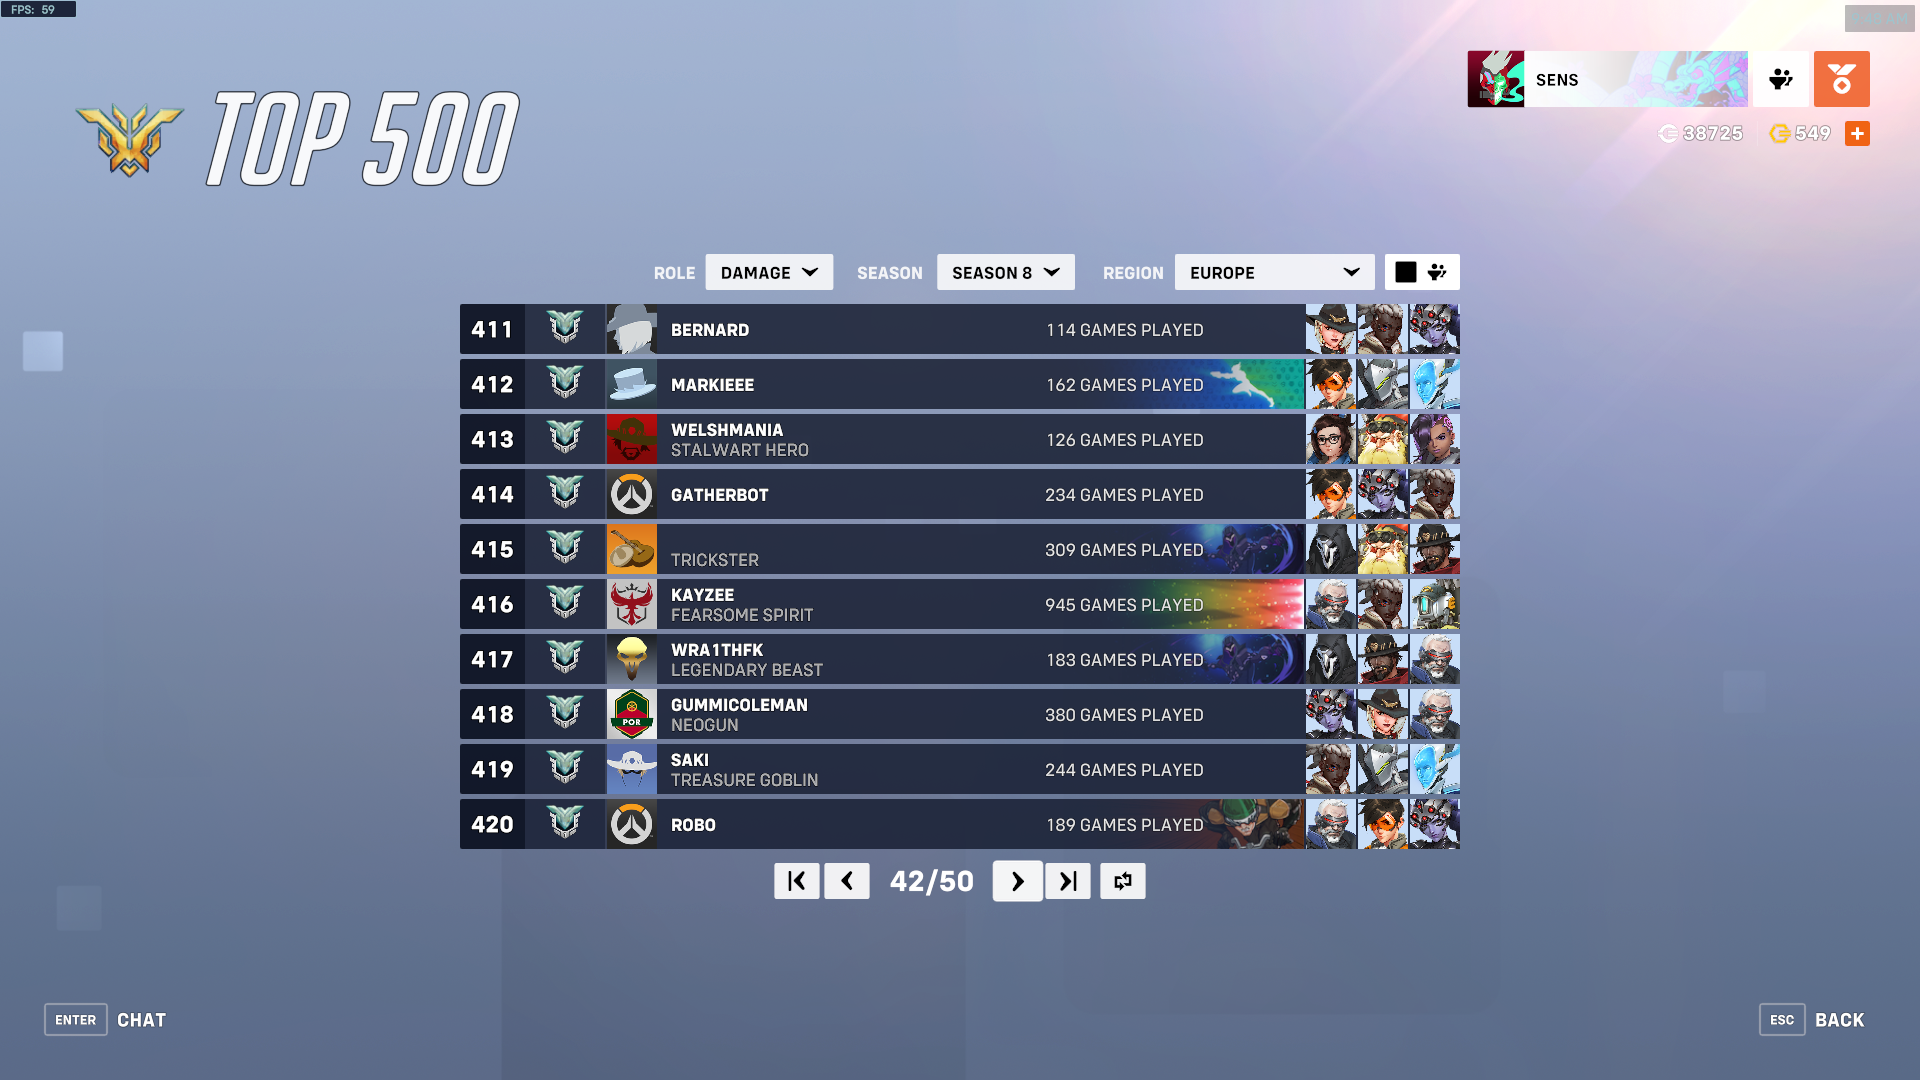 FPS: 59
TOP 500
SENS
38725
549
ROLE
DAMAGE
SEASON
SEASON 8
REGION
EUROPE
411 BERNARD 114 GAMES PLAYED
412 MARKIEEE 162 GAMES PLAYED
413 WELSHMANIA 126 GAMES PLAYED
STALWART HERO
414 GATHERBOT 234 GAMES PLAYED
415 309 GAMES PLAYED
TRICKSTER
416 KAYZEE 945 GAMES PLAYED
FEARSOME SPIRIT
417 WRA1THFK 183 GAMES PLAYED
LEGENDARY BEAST
418 GUMMICOLEMAN 380 GAMES PLAYED
POR
NEOGUN
419 SAKI 244 GAMES PLAYED
TREASURE GOBLIN
420 ROBO 189 GAMES PLAYED
42/50
ENTER CHAT
ESC BACK